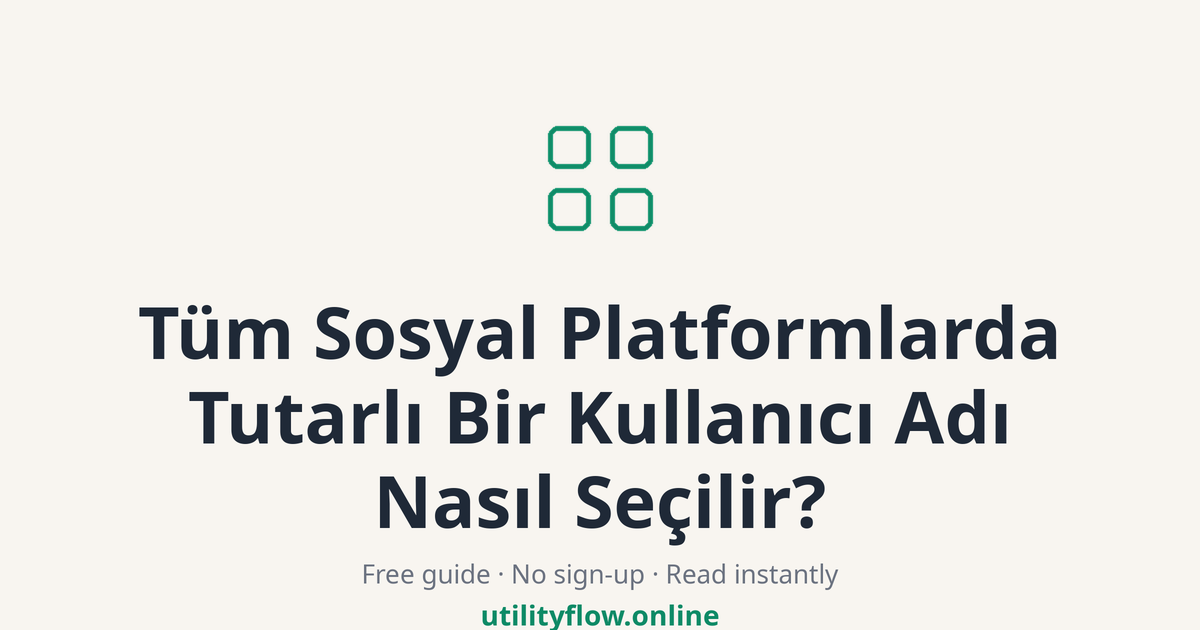 Tüm Sosyal Platformlarda
Tutarlı Bir Kullanıcı Adı
Nasıl Seçilir?
Free guide · No sign-up · Read instantly
utilityflow.online